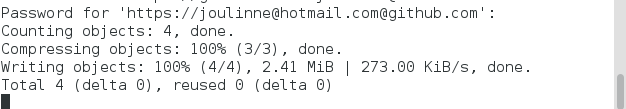 Password for 'https://joulinne@hotmail.com@github.com':
Counting objects: 4, done.
Compressing objects: 100% (3/3), done.
Writing objects: 100% (4/4), 2.41 MiB | 273.00 KiB/s, done.
Total 4 (delta 0), reused 0 (delta 0)